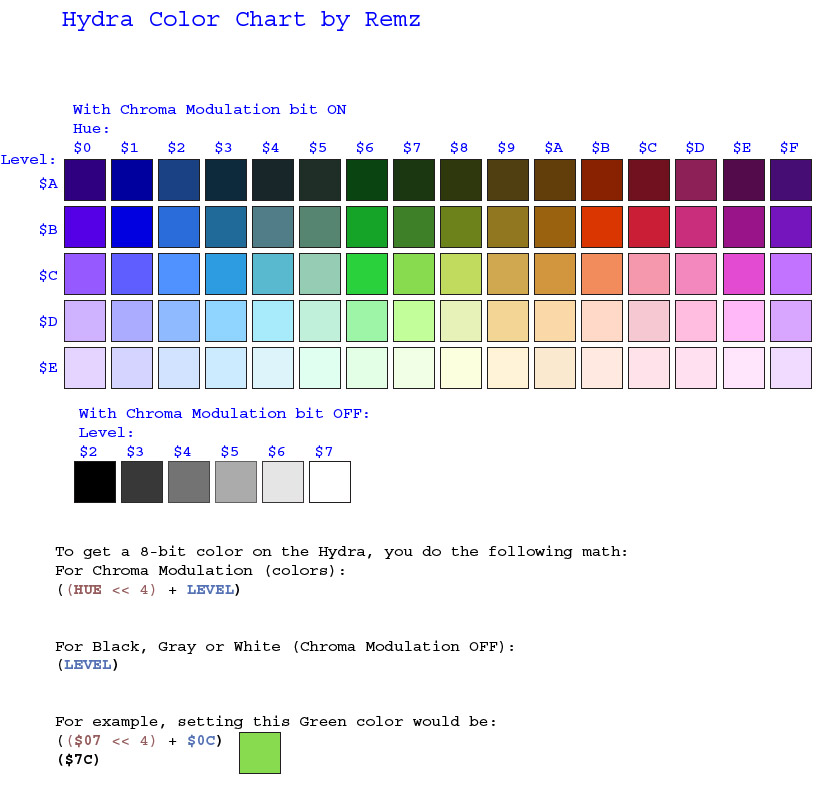 Hydra Color Chart by Remz
With Chroma Modulation bit ON
Hue:
$0 $1 $2 $3 $4 $5 $6 $7 $8 $9 $A $B $C $D $E $F
Level:
$A
$B
$C
$D
$E
With Chroma Modulation bit OFF:
Level:
$2 $3 $4 $5 $6 $7
To get a 8-bit color on the Hydra, you do the following math:
For Chroma Modulation (colors):
((HUE << 4) + LEVEL)
For Black, Gray or White (Chroma Modulation OFF):
(LEVEL)
For example, setting this Green color would be:
(($07 << 4) + $0C)
($7C)